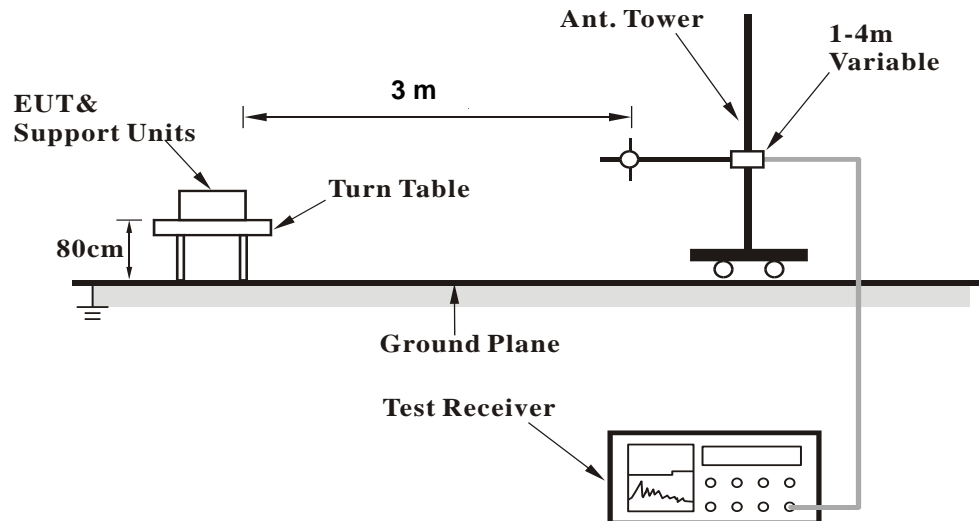 Ant. Tower
1-4m
Variable
3 m
EUT&
Support Units
Turn Table
80cm
Ground Plane
Test Receiver